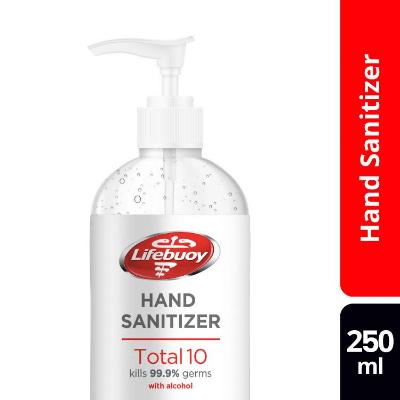 Lifebuoy
HAND
SANITIZER
Total 10
kills 99.9% germs
with alcohol
Hand Sanitizer
250
ml